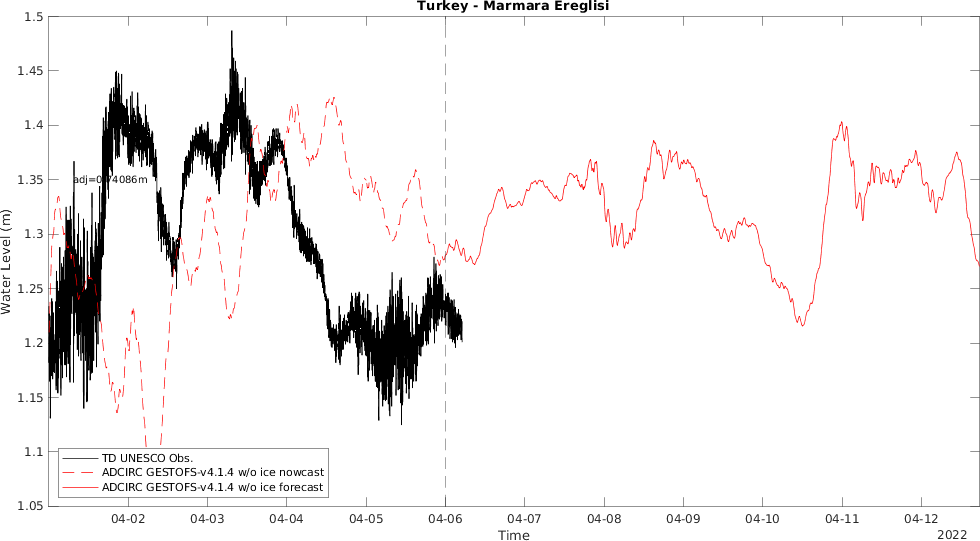 Turkey - Marmara Ereglisi
1.5
1.45
1.4
1.35
1.3
1.25
1.2
1.15
1.1
1.05
Water Level (m)
adj=0.74086m
TD UNESCO Obs.
ADCIRC GESTOFS-v4.1.4 w/o ice nowcast
ADCIRC GESTOFS-v4.1.4 w/o ice forecast
04-02 04-03 04-04 04-05 04-06 04-07 04-08 04-09 04-10 04-11 04-12
Time
2022